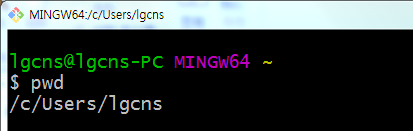 MINGW64:/c/Users/lgcns
lgcns@lgcns-PC MINGW64 ~
$ pwd
/c/Users/lgcns